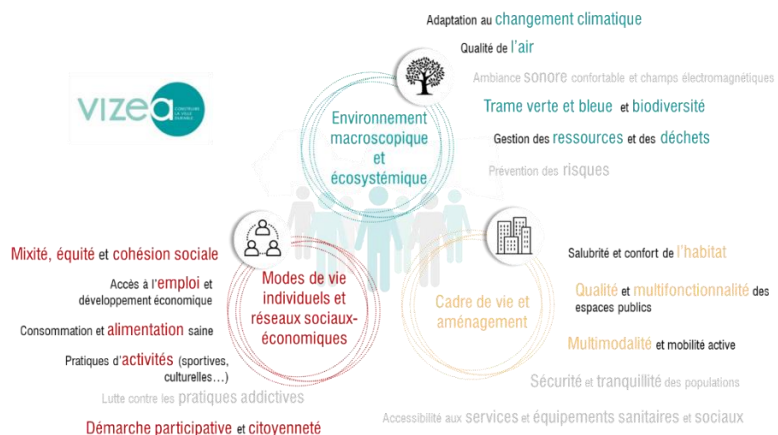 Adaptation au changement climatique
Qualité de l'air
Ambiance sonore confortable et champs électromagnétiques
Trame verte et bleue et biodiversité
Gestion des ressources et des déchets
Prévention des risques
vizea
CONSTRUIRE
LA VILLE
DURABLE
Environnement
macroscopique
et
écosystémique
Mixité, équité et cohésion sociale
Accès à l'emploi et
développement économique
Consommation et alimentation saine
Pratiques d'activités (sportives,
culturelles...)
Lutte contre les pratiques addictives
Démarche participative et citoyenneté
Modes de vie
individuels et
réseaux sociaux-
économiques
Cadre de vie et
aménagement
Salubrité et confort de l'habitat
Qualité et multifonctionnalité des
espaces publics
Multimodalité et mobilité active
Sécurité et tranquillité des populations
Accessibilité aux services et équipements sanitaires et sociaux